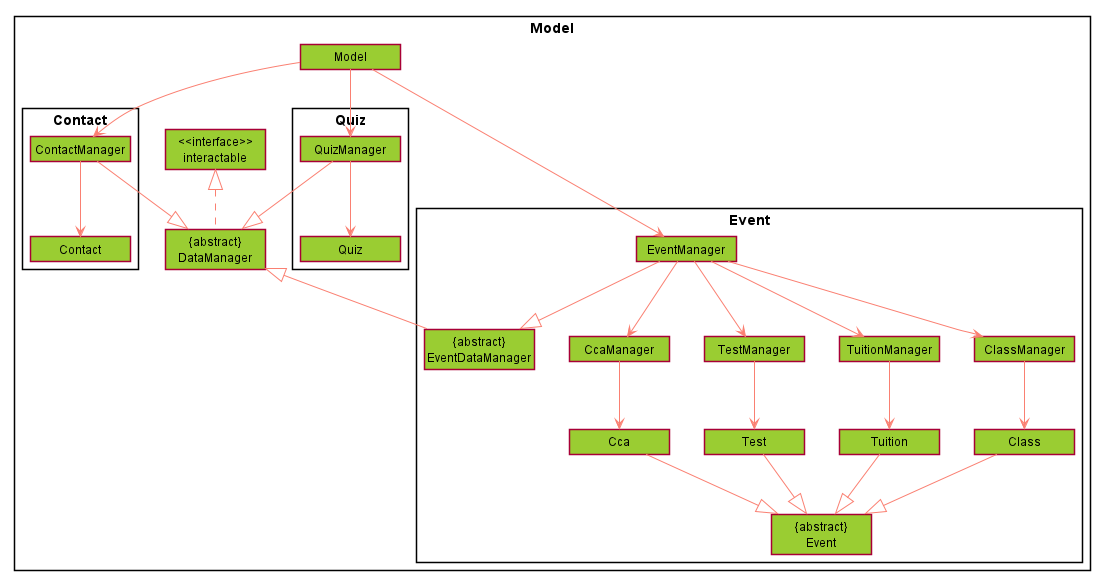 Model
Model
Contact
Quiz
ContactManager
<<interface>>
interactable
QuizManager
Event
Contact
{abstract}
DataManager
Quiz
EventManager
{abstract}
EventDataManager
CcaManager
TestManager
TuitionManager
ClassManager
Cca
Test
Tuition
Class
{abstract}
Event